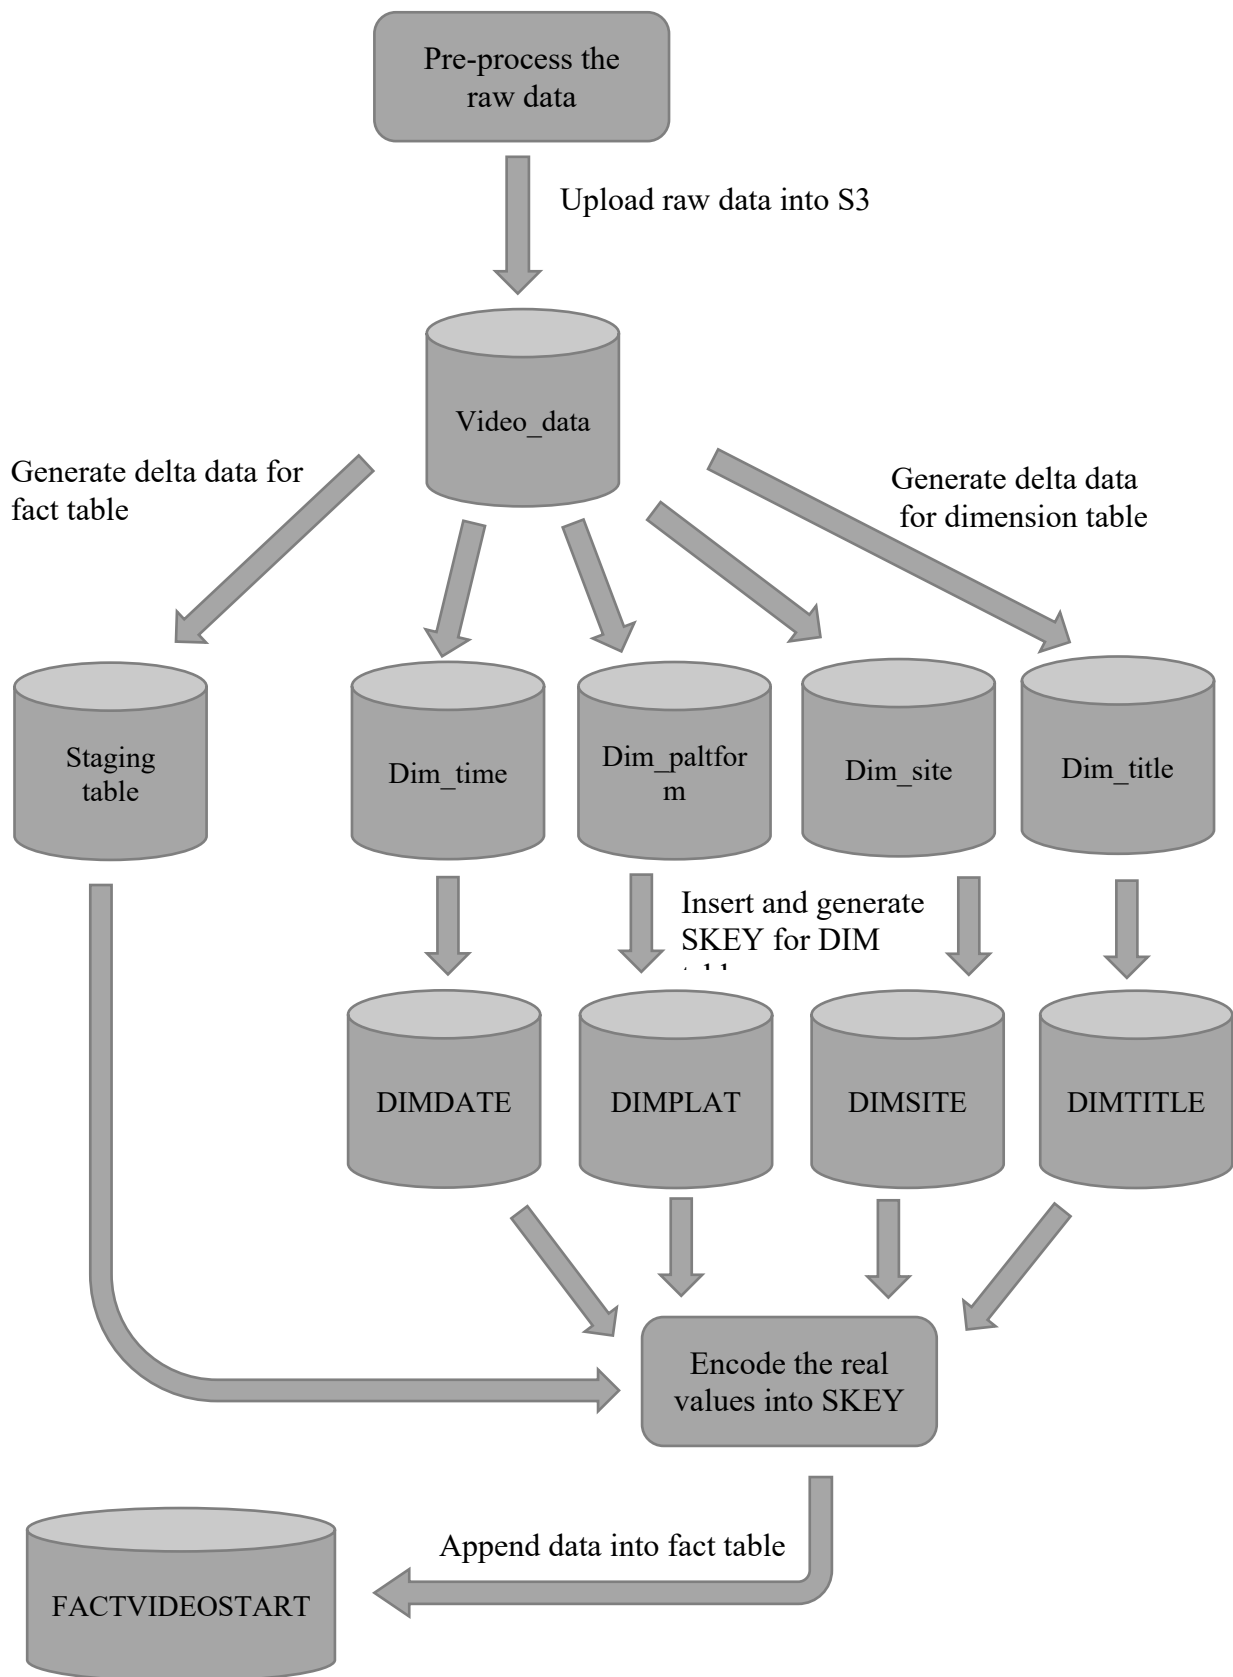 Pre-process the
raw data
Upload raw data into S3
Video_data
Generate delta data for
fact table
Generate delta data
for dimension table
Staging
table
Dim_time
Dim_paltfor
m
Dim_site
Dim_title
Insert and generate
SKEY for DIM
DIMDATE
DIMPLAT
DIMSITE
DIMTITLE
Encode the real
values into SKEY
Append data into fact table
FACTVIDEOSTART